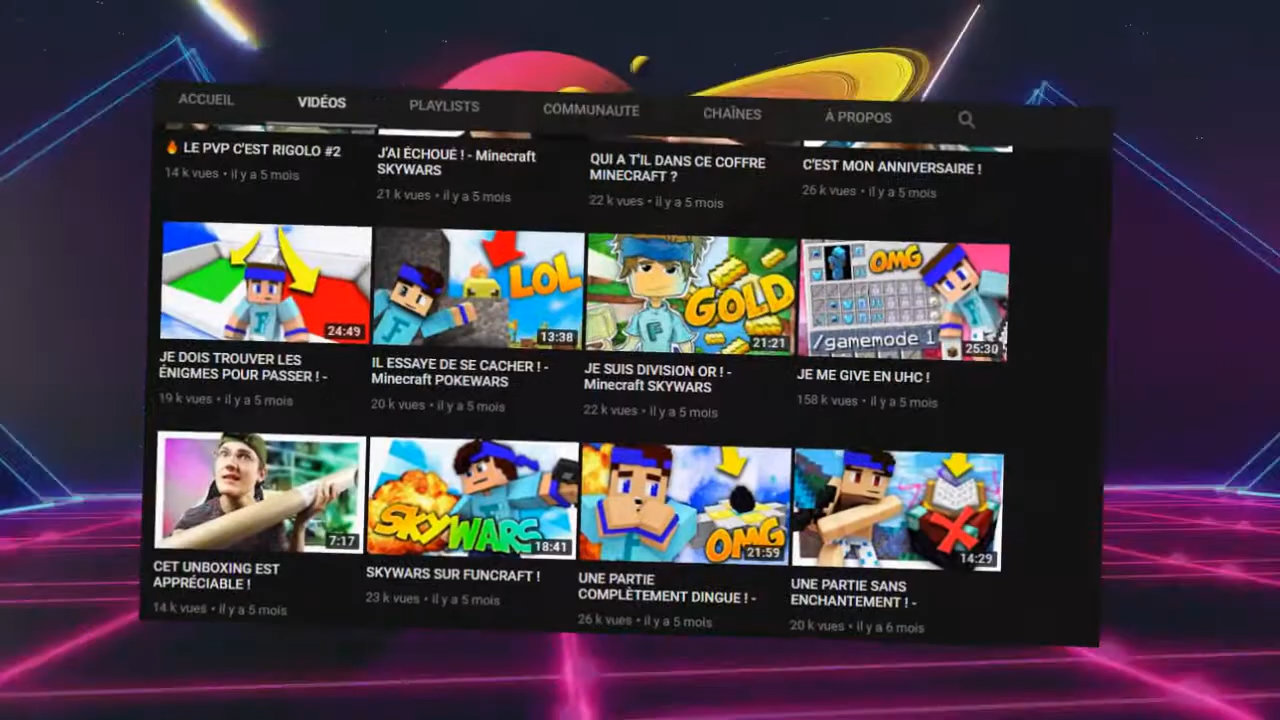 ACCUEIL VIDÉOS PLAYLISTS COMMUNAUTÉ CHAÎNES À PROPOS
🔥 LE PVP C'EST RIGOLO #2
14 k vues • il y a 5 mois
J'AI ÉCHOUÉ ! - Minecraft
SKYWARS
21 k vues • il y a 5 mois
QUI A T'IL DANS CE COFFRE
MINECRAFT ?
22 k vues • il y a 5 mois
C'EST MON ANNIVERSAIRE !
26 k vues • il y a 5 mois
F
24:49
JE DOIS TROUVER LES
ÉNIGMES POUR PASSER ! -
19 k vues • il y a 5 mois
LOL
F
13:38
IL ESSAYE DE SE CACHER ! -
Minecraft POKEWARS
20 k vues • il y a 5 mois
GOLD
F
21:21
JE SUIS DIVISION OR ! -
Minecraft SKYWARS
22 k vues • il y a 5 mois
OMG
/gamemode 1
25:30
JE ME GIVE EN UHC !
158 k vues • il y a 5 mois
7:17
CET UNBOXING EST
APPRÉCIABLE !
14 k vues • il y a 5 mois
SKYWARS
18:41
SKYWARS SUR FUNCRAFT !
23 k vues • il y a 5 mois
OMG
21:59
UNE PARTIE
COMPLÈTEMENT DINGUE ! -
26 k vues • il y a 5 mois
14:29
UNE PARTIE SANS
ENCHANTEMENT ! -
20 k vues • il y a 6 mois